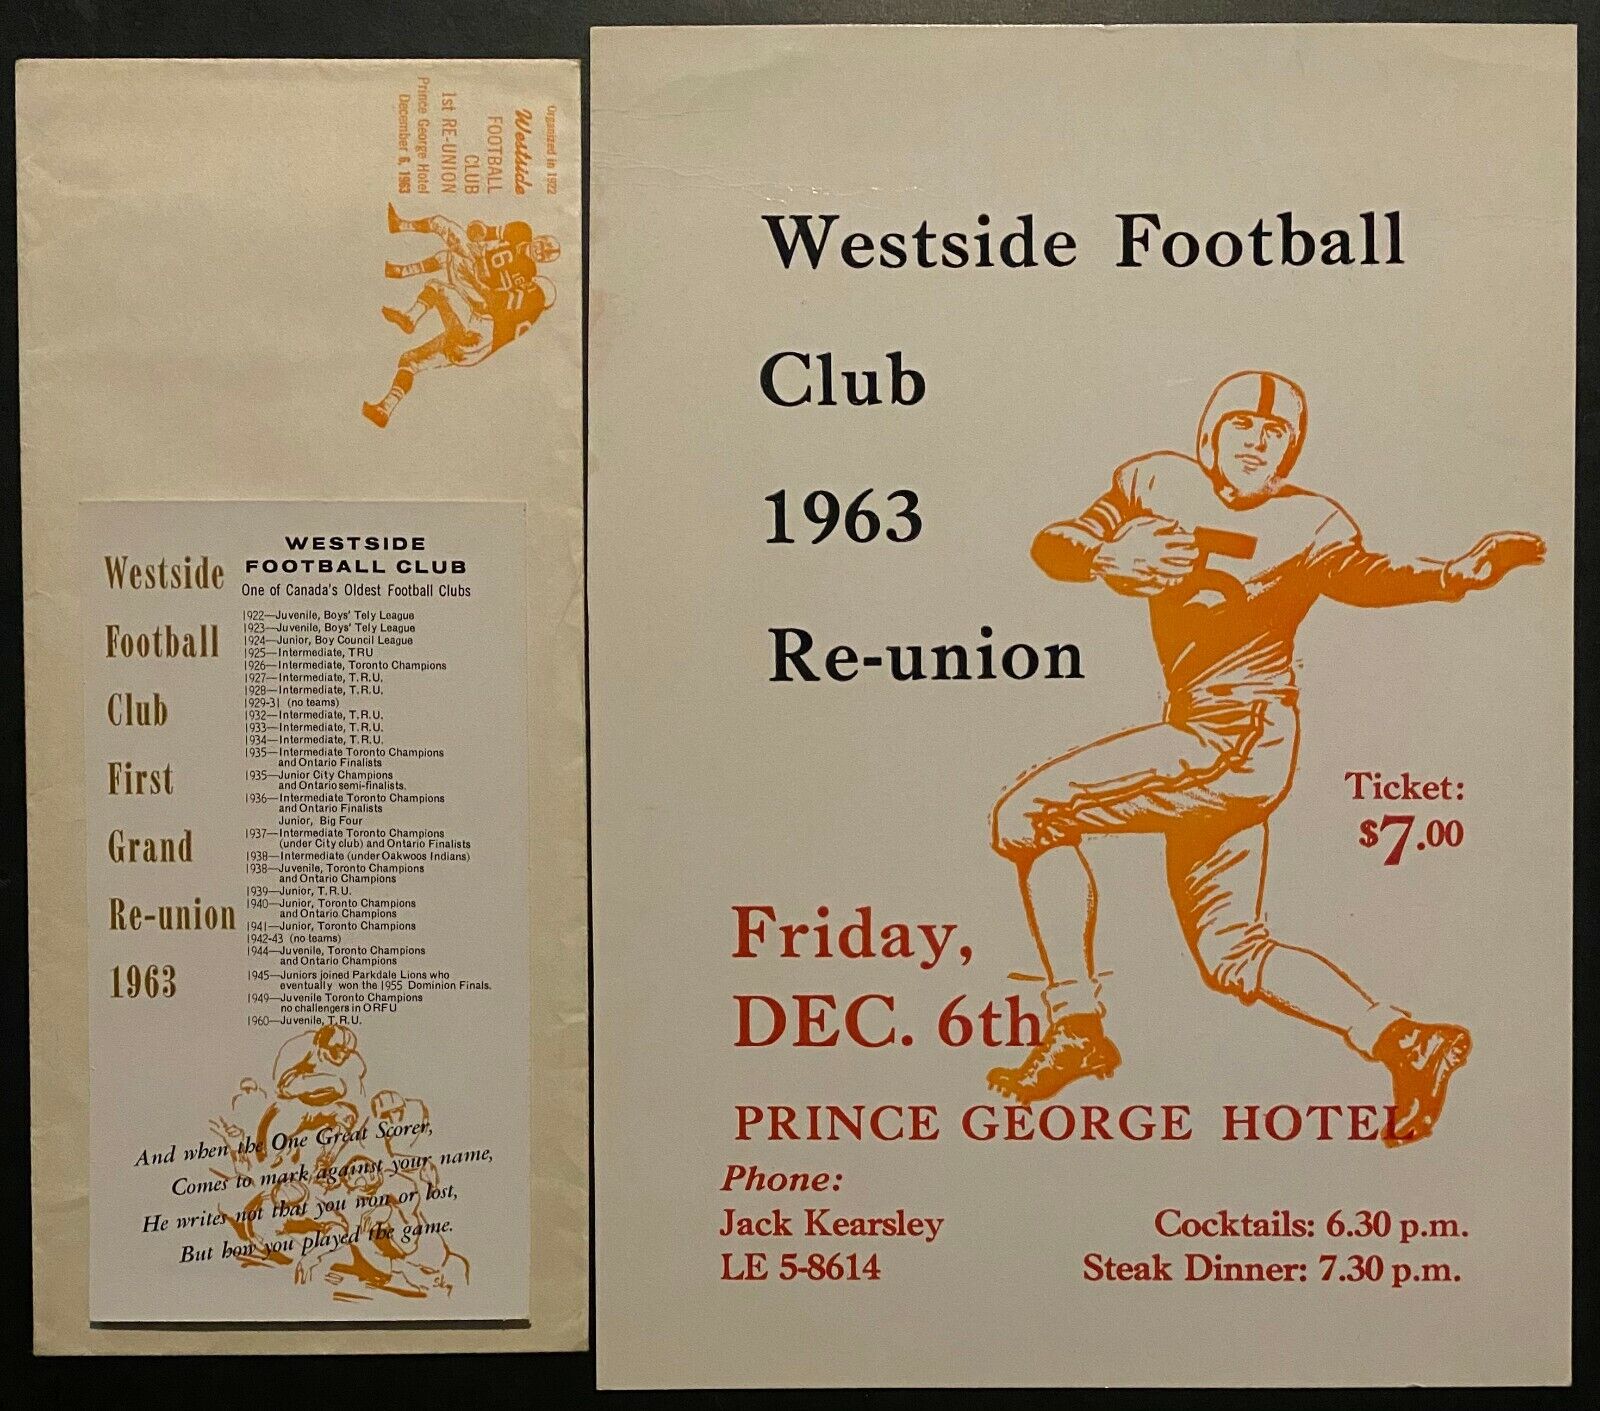 Organized in 1922
Westside
FOOTBALL
CLUB
1st RE-UNION
Prince George Hotel
December 6, 1963
16
Westside
Football
Club
First
Grand
Re-union
1963
WESTSIDE
FOOTBALL CLUB
One of Canada's Oldest Football Clubs
1922—Juvenile, Boys' Tely League
1923—Juvenile, Boys' Tely League
1924—Junior, Boy Council League
1925—Intermediate, TRU
1926—Intermediate, Toronto Champions
1927—Intermediate, T.R.U.
1928—Intermediate, T.R.U.
1929-31 (no teams)
1932—Intermediate, T.R.U.
1933—Intermediate, T.R.U.
1934—Intermediate, T.R.U.
1935—Intermediate Toronto Champions
and Ontario Finalists
1935—Junior City Champions
and Ontario semi-finalists.
1936—Intermediate Toronto Champions
and Ontario Finalists
Junior, Big Four
1937—Intermediate Toronto Champions
(under City club) and Ontario Finalists
1938—Intermediate (under Oakwoos Indians)
1938—Juvenile, Toronto Champions
and Ontario Champions
1939—Junior, T.R.U.
1940—Junior, Toronto Champions
and Ontario Champions
1941—Junior, Toronto Champions
1942-43 (no teams)
1944—Juvenile, Toronto Champions
and Ontario Champions
1945—Juniors joined Parkdale Lions who
eventually won the 1955 Dominion Finals.
1949—Juvenile Toronto Champions
no challengers in ORFU
1960—Juvenile, T.R.U.
And when the One Great Scorer,
Comes to mark against your name,
He writes not that you won or lost,
But how you played the game.
Sky
Westside Football
Club
1963
Re-union
5
Ticket:
$7.00
Friday,
DEC. 6th
PRINCE GEORGE HOTEL
Phone:
Jack Kearsley
LE 5-8614
Cocktails: 6.30 p.m.
Steak Dinner: 7.30 p.m.